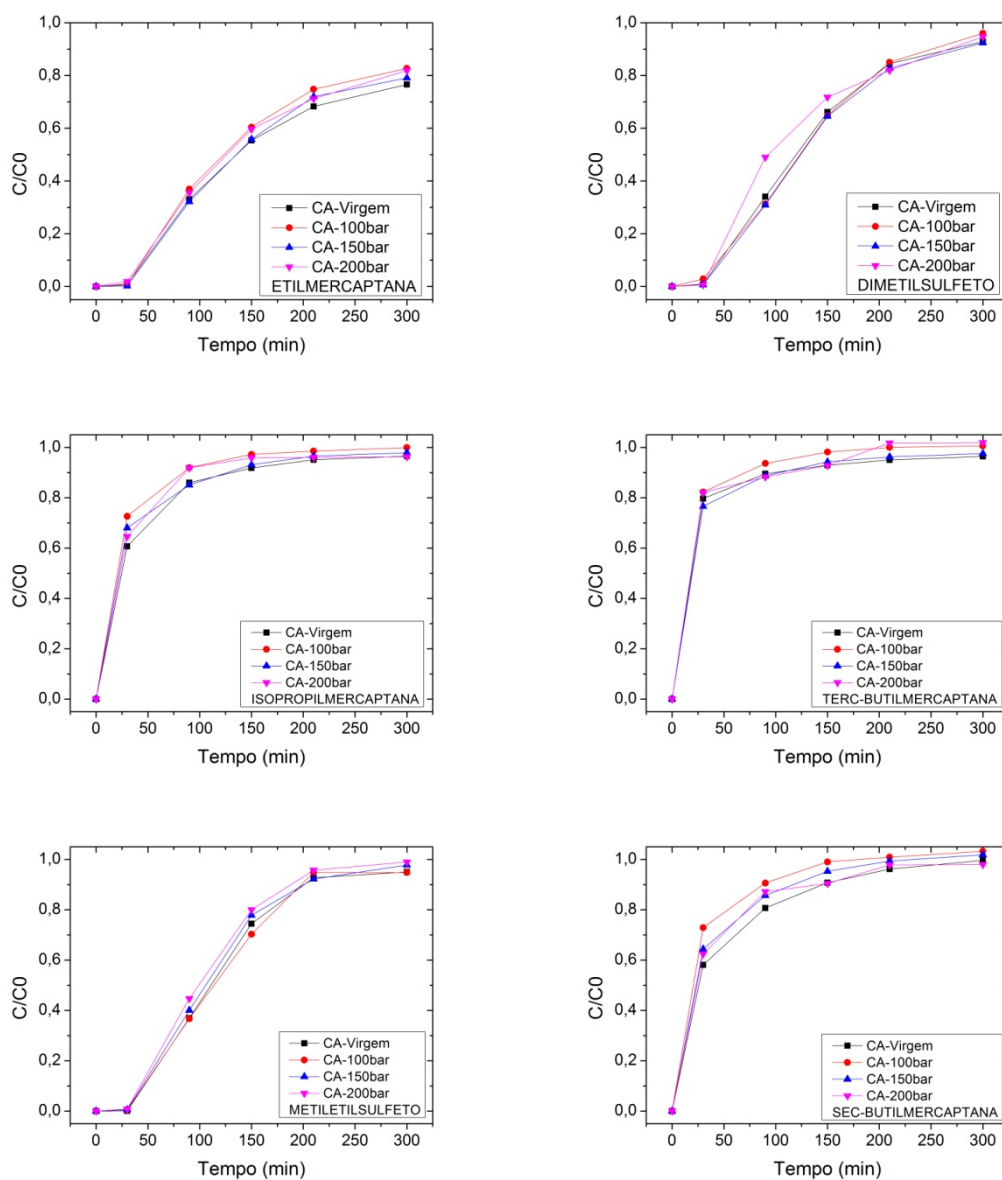 1,0
0,8
0,6
0,4
0,2
0,0
C/C0
CA-Virgem
CA-100bar
CA-150bar
CA-200bar
ETILMERCAPTANA
0 50 100 150 200 250 300
Tempo (min)
1,0
0,8
0,6
0,4
0,2
0,0
C/C0
CA-Virgem
CA-100bar
CA-150bar
CA-200bar
DIMETILSULFETO
0 50 100 150 200 250 300
Tempo (min)
1,0
0,8
0,6
0,4
0,2
0,0
C/C0
CA-Virgem
CA-100bar
CA-150bar
CA-200bar
ISOPROPILMERCAPTANA
0 50 100 150 200 250 300
Tempo (min)
1,0
0,8
0,6
0,4
0,2
0,0
C/C0
CA-Virgem
CA-100bar
CA-150bar
CA-200bar
TERC-BUTILMERCAPTANA
0 50 100 150 200 250 300
Tempo (min)
1,0
0,8
0,6
0,4
0,2
0,0
C/C0
CA-Virgem
CA-100bar
CA-150bar
CA-200bar
METILETILSULFETO
0 50 100 150 200 250 300
Tempo (min)
1,0
0,8
0,6
0,4
0,2
0,0
C/C0
CA-Virgem
CA-100bar
CA-150bar
CA-200bar
SEC-BUTILMERCAPTANA
0 50 100 150 200 250 300
Tempo (min)